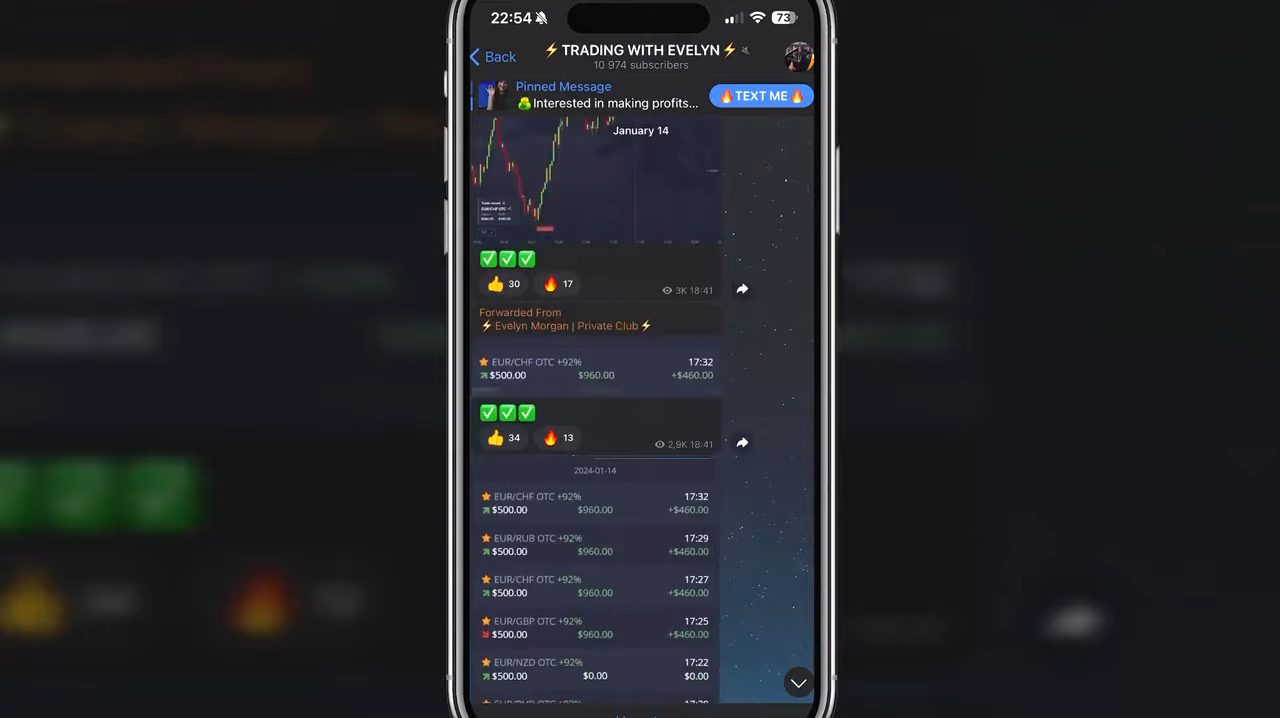 22:54
73
Back
⚡ TRADING WITH EVELYN ⚡
10 974 subscribers
Pinned Message
💰Interested in making profits...
🔥TEXT ME🔥
January 14
✅✅✅
👍 30 🔥 17
3K 18:41
Forwarded From
⚡ Evelyn Morgan | Private Club ⚡
EUR/CHF OTC +92% 17:32
$500.00 $960.00 +$460.00
✅✅✅
👍 34 🔥 13
2,9K 18:41
2024-01-14
EUR/CHF OTC +92% 17:32
$500.00 $960.00 +$460.00
EUR/RUB OTC +92% 17:29
$500.00 $960.00 +$460.00
EUR/CHF OTC +92% 17:27
$500.00 $960.00 +$460.00
EUR/GBP OTC +92% 17:25
$500.00 $960.00 +$460.00
EUR/NZD OTC +92% 17:22
$500.00 $0.00 $0.00